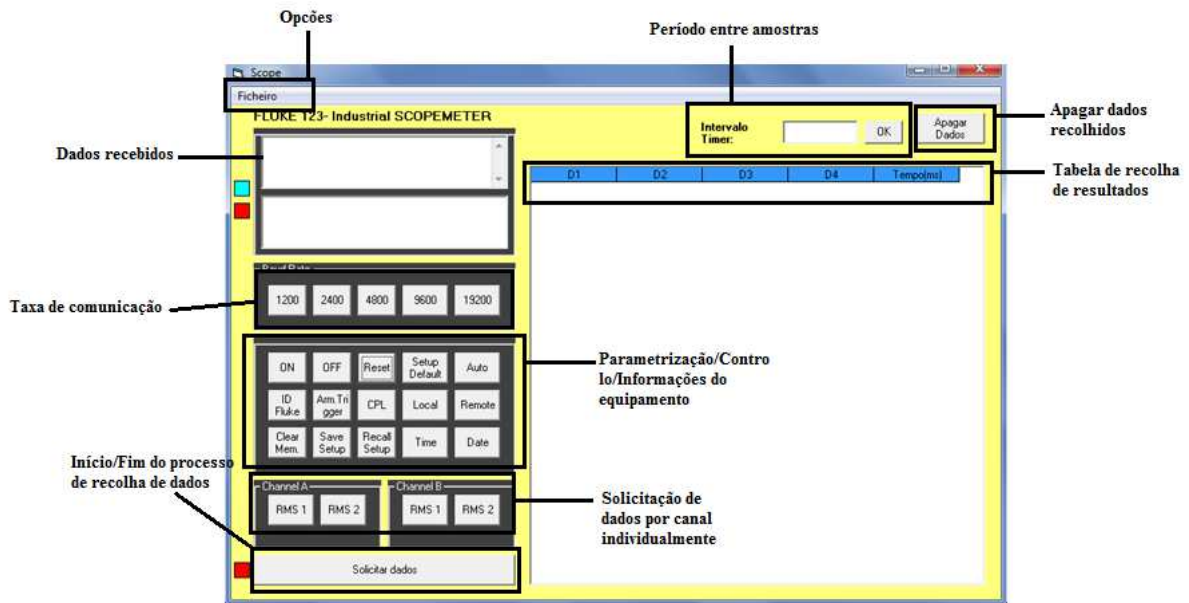 Opções
Período entre amostras
Scope
Ficheiro
FLUKE 123- Industrial SCOPEMETER
Intervalo
Timer:
OK
Apagar
Dados
Apagar dados
recolhidos
Dados recebidos
D1 D2 D3 D4 Tempo(ms)
Tabela de recolha
de resultados
Baud Rate
1200 2400 4800 9600 19200
Taxa de comunicação
ON OFF Reset Setup Default Auto
ID Fluke Arm.Tri gger CPL Local Remote
Clear Mem. Save Setup Recall Setup Time Date
Parametrização/Contro
lo/Informações do
equipamento
Início/Fim do processo
de recolha de dados
Channel A Channel B
RMS 1 RMS 2 RMS 1 RMS 2
Solicitação de
dados por canal
individualmente
Solicitar dados